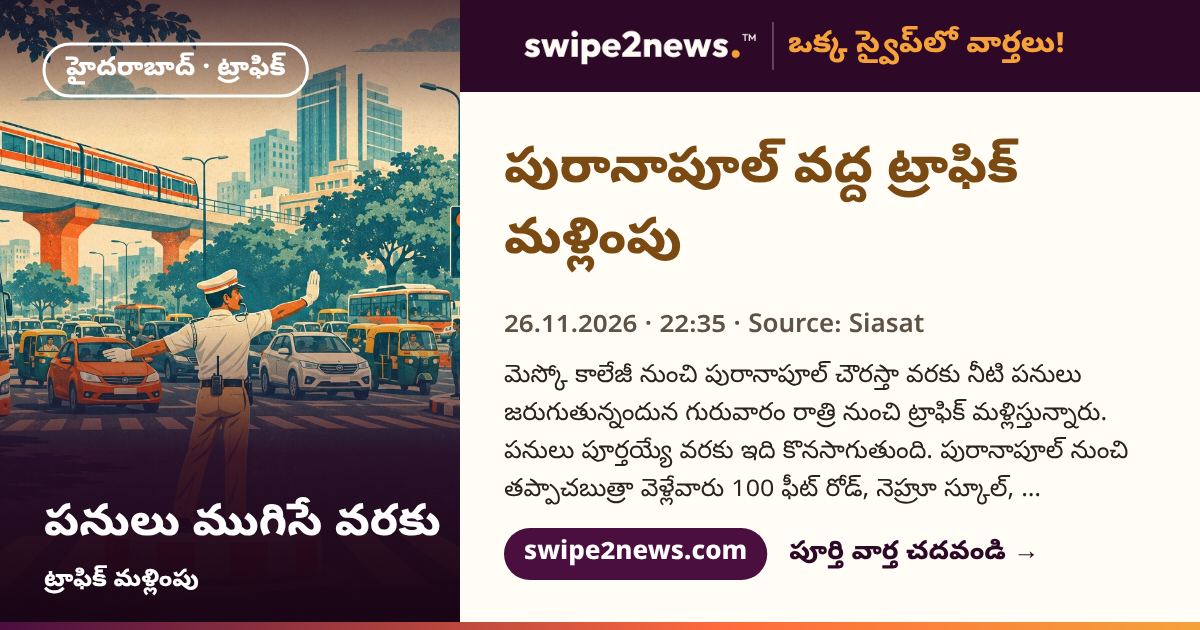 హైదరాబాద్ · ట్రాఫిక్
పనులు ముగిసే వరకు
ట్రాఫిక్ మళ్లింపు
swipe2news.™ ఒక్క స్వైప్‌లో వార్తలు!
పురానాపూల్ వద్ద ట్రాఫిక్
మళ్లింపు
26.11.2026 · 22:35 · Source: Siasat
మెస్కో కాలేజీ నుంచి పురానాపూల్ చౌరస్తా వరకు నీటి పనులు
జరుగుతున్నందున గురువారం రాత్రి నుంచి ట్రాఫిక్ మళ్లిస్తున్నారు.
పనులు పూర్తయ్యే వరకు ఇది కొనసాగుతుంది. పురానాపూల్ నుంచి
తప్పాచబుత్రా వెళ్లేవారు 100 ఫీట్ రోడ్, నెహ్రూ స్కూల్, ...
swipe2news.com పూర్తి వార్త చదవండి →